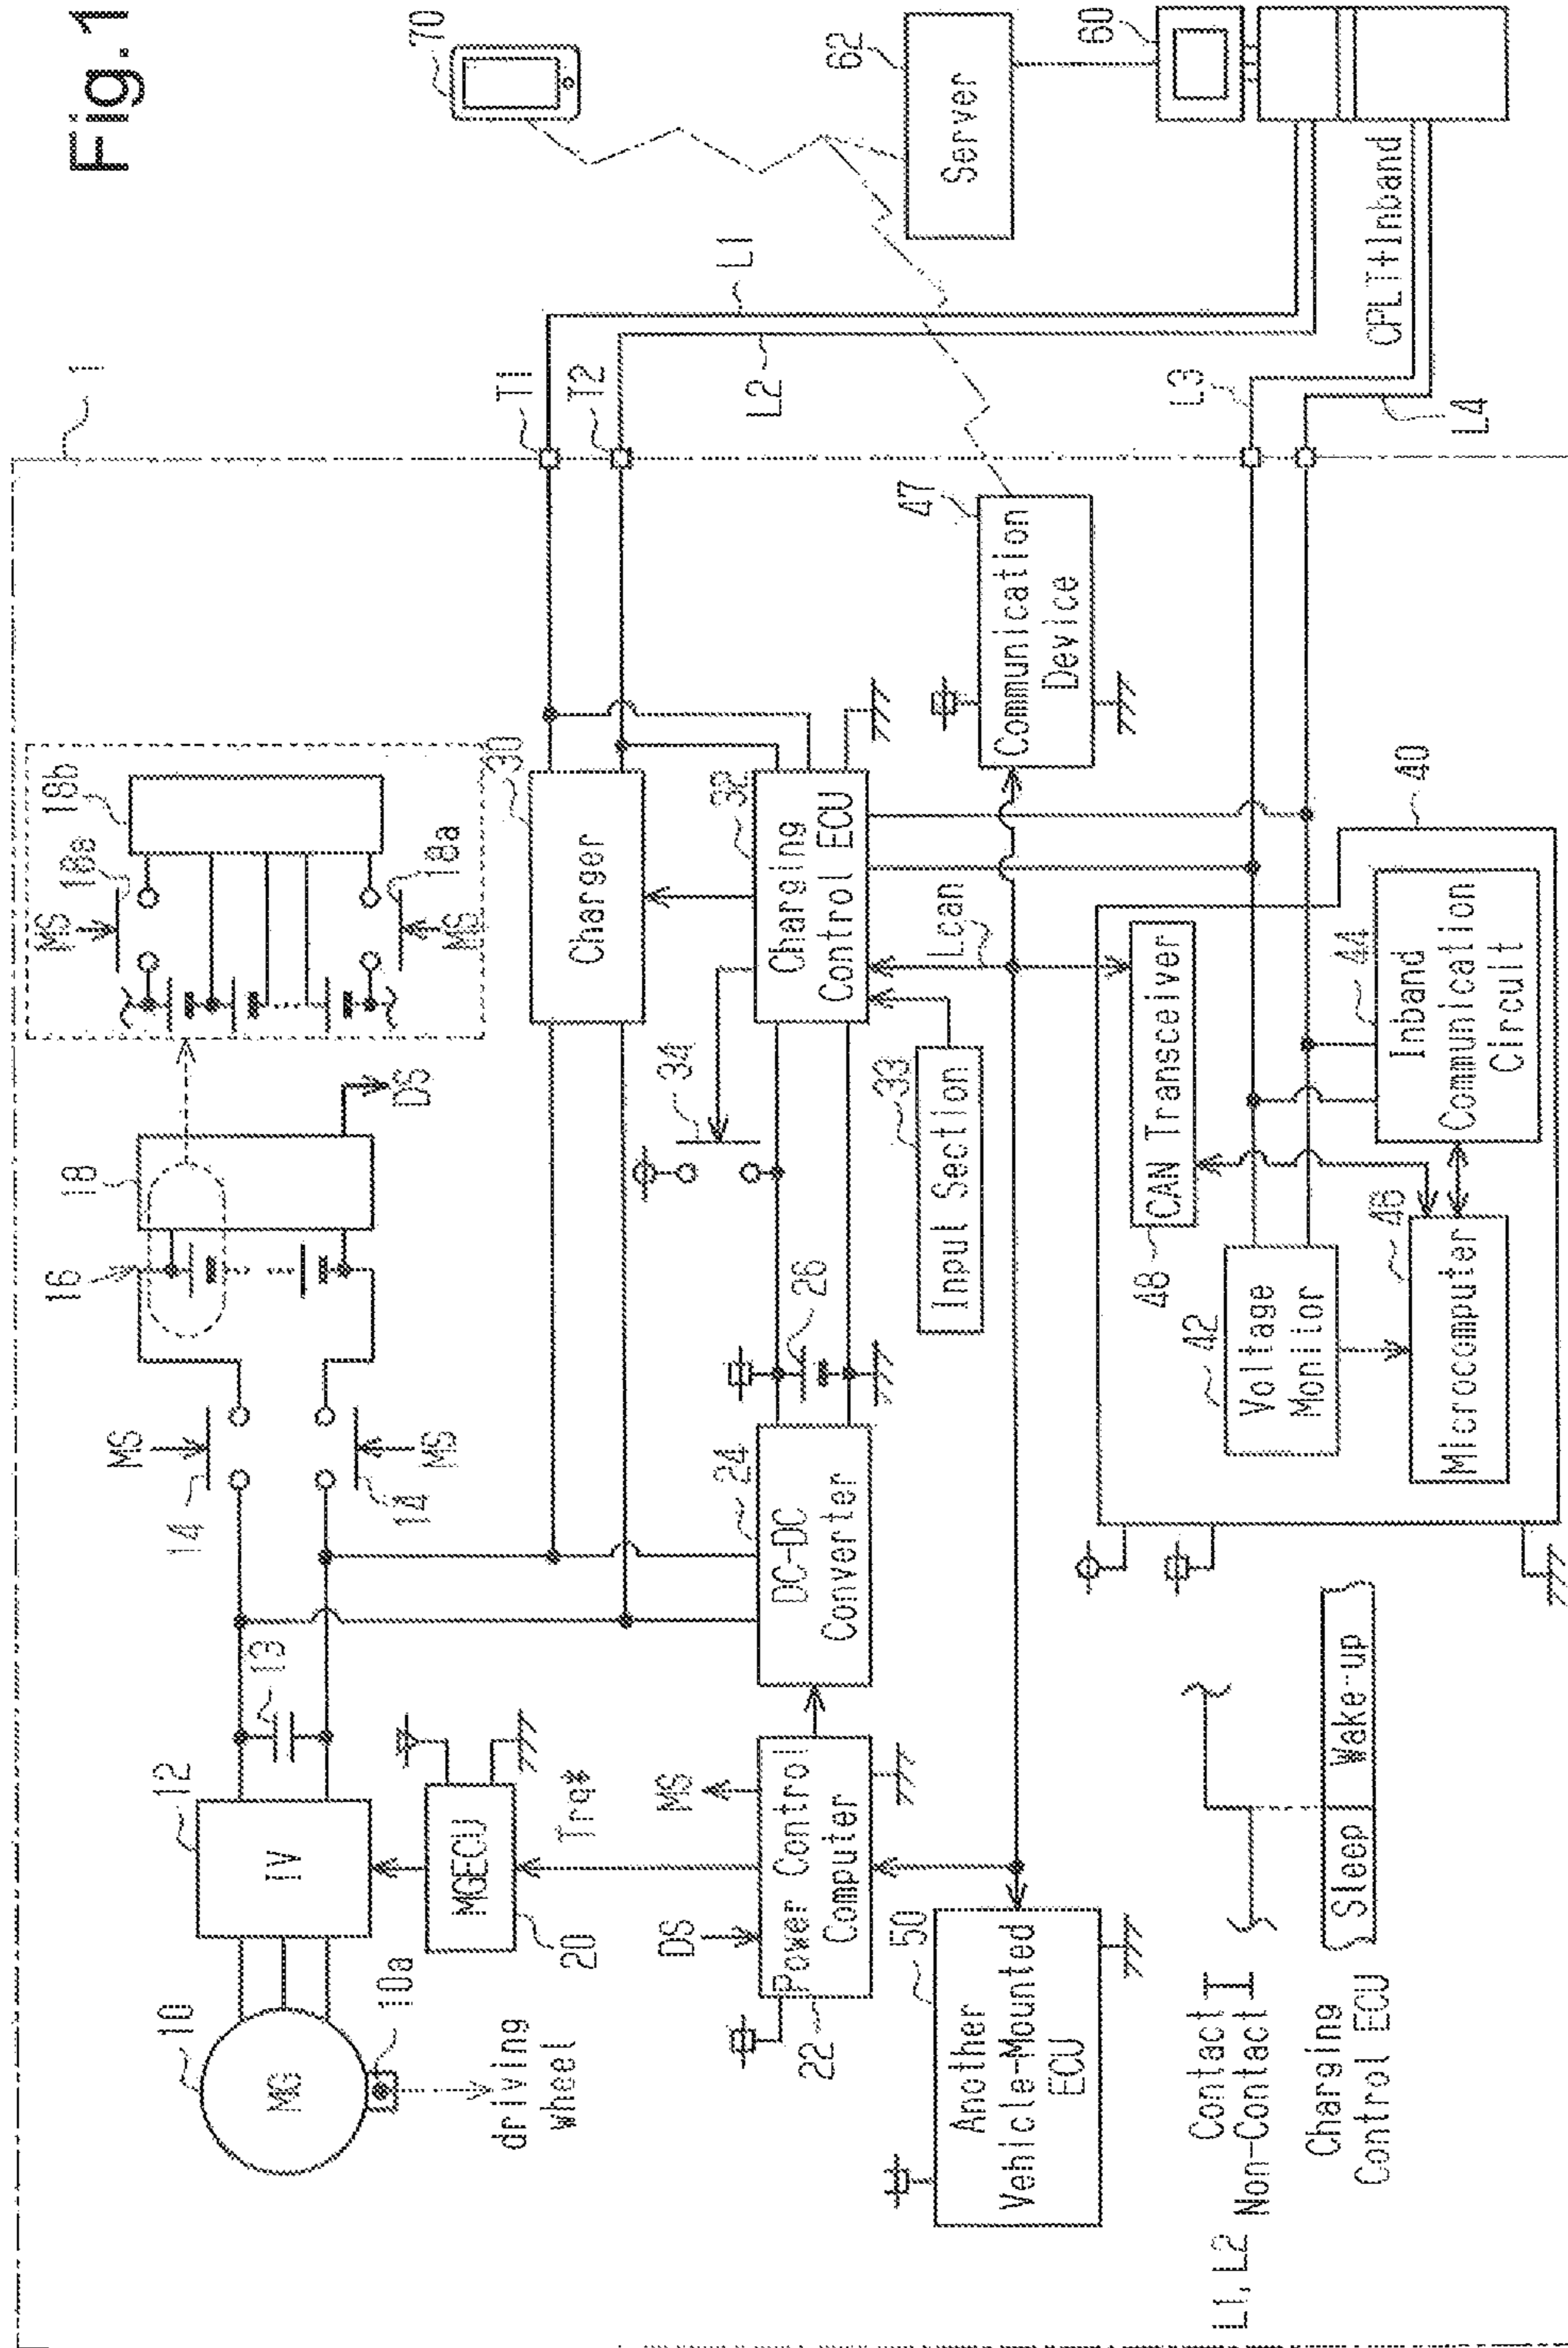 Fig.1
1
10
MG
10a
driving
wheel
12
IV
13
14
MS
14
MS
16
18
DS
MS
18a
18b
18a
MS
MGECU
20
Trq*
DS
MS
Power Control
Computer
22
DC-DC
Converter
24
26
34
Charger
30
Charging
Control ECU
32
Input Section
33
Lcan
Communication
Device
47
T1
T2
L1
L2
L3
L4
CPLT+Inband
70
Server
62
60
Another
Vehicle-Mounted
ECU
50
40
CAN Transceiver
48
Voltage
Monitor
42
Inband
Communication
Circuit
44
Microcomputer
46
L1, L2
Contact
Non-Contact
Charging
Control ECU
Sleep
Wake-up